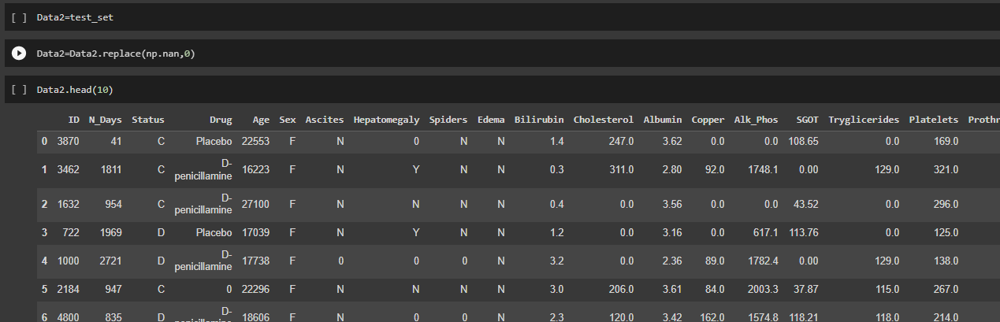 [ ] Data2=test_set
Data2=Data2.replace(np.nan,0)
[ ] Data2.head(10)
ID N_Days Status Drug Age Sex Ascites Hepatomegaly Spiders Edema Bilirubin Cholesterol Albumin Copper Alk_Phos SGOT Tryglicerides Platelets Prothr
0 3870 41 C Placebo 22553 F N 0 N N 1.4 247.0 3.62 0.0 0.0 108.65 0.0 169.0
1 3462 1811 C D-
penicillamine 16223 F N Y N N 0.3 311.0 2.80 92.0 1748.1 0.00 129.0 321.0
2 1632 954 C D-
penicillamine 27100 F N N N N 0.4 0.0 3.56 0.0 0.0 43.52 0.0 296.0
3 722 1969 D Placebo 17039 F N Y N N 1.2 0.0 3.16 0.0 617.1 113.76 0.0 125.0
4 1000 2721 D D-
penicillamine 17738 F 0 0 0 N 3.2 0.0 2.36 89.0 1782.4 0.00 129.0 138.0
5 2184 947 C 0 22296 F N N N N 3.0 206.0 3.61 84.0 2003.3 37.87 115.0 267.0
6 4800 835 D D-
penicillamine 18606 F N 0 0 N 2.3 120.0 3.42 162.0 1574.8 118.21 118.0 214.0